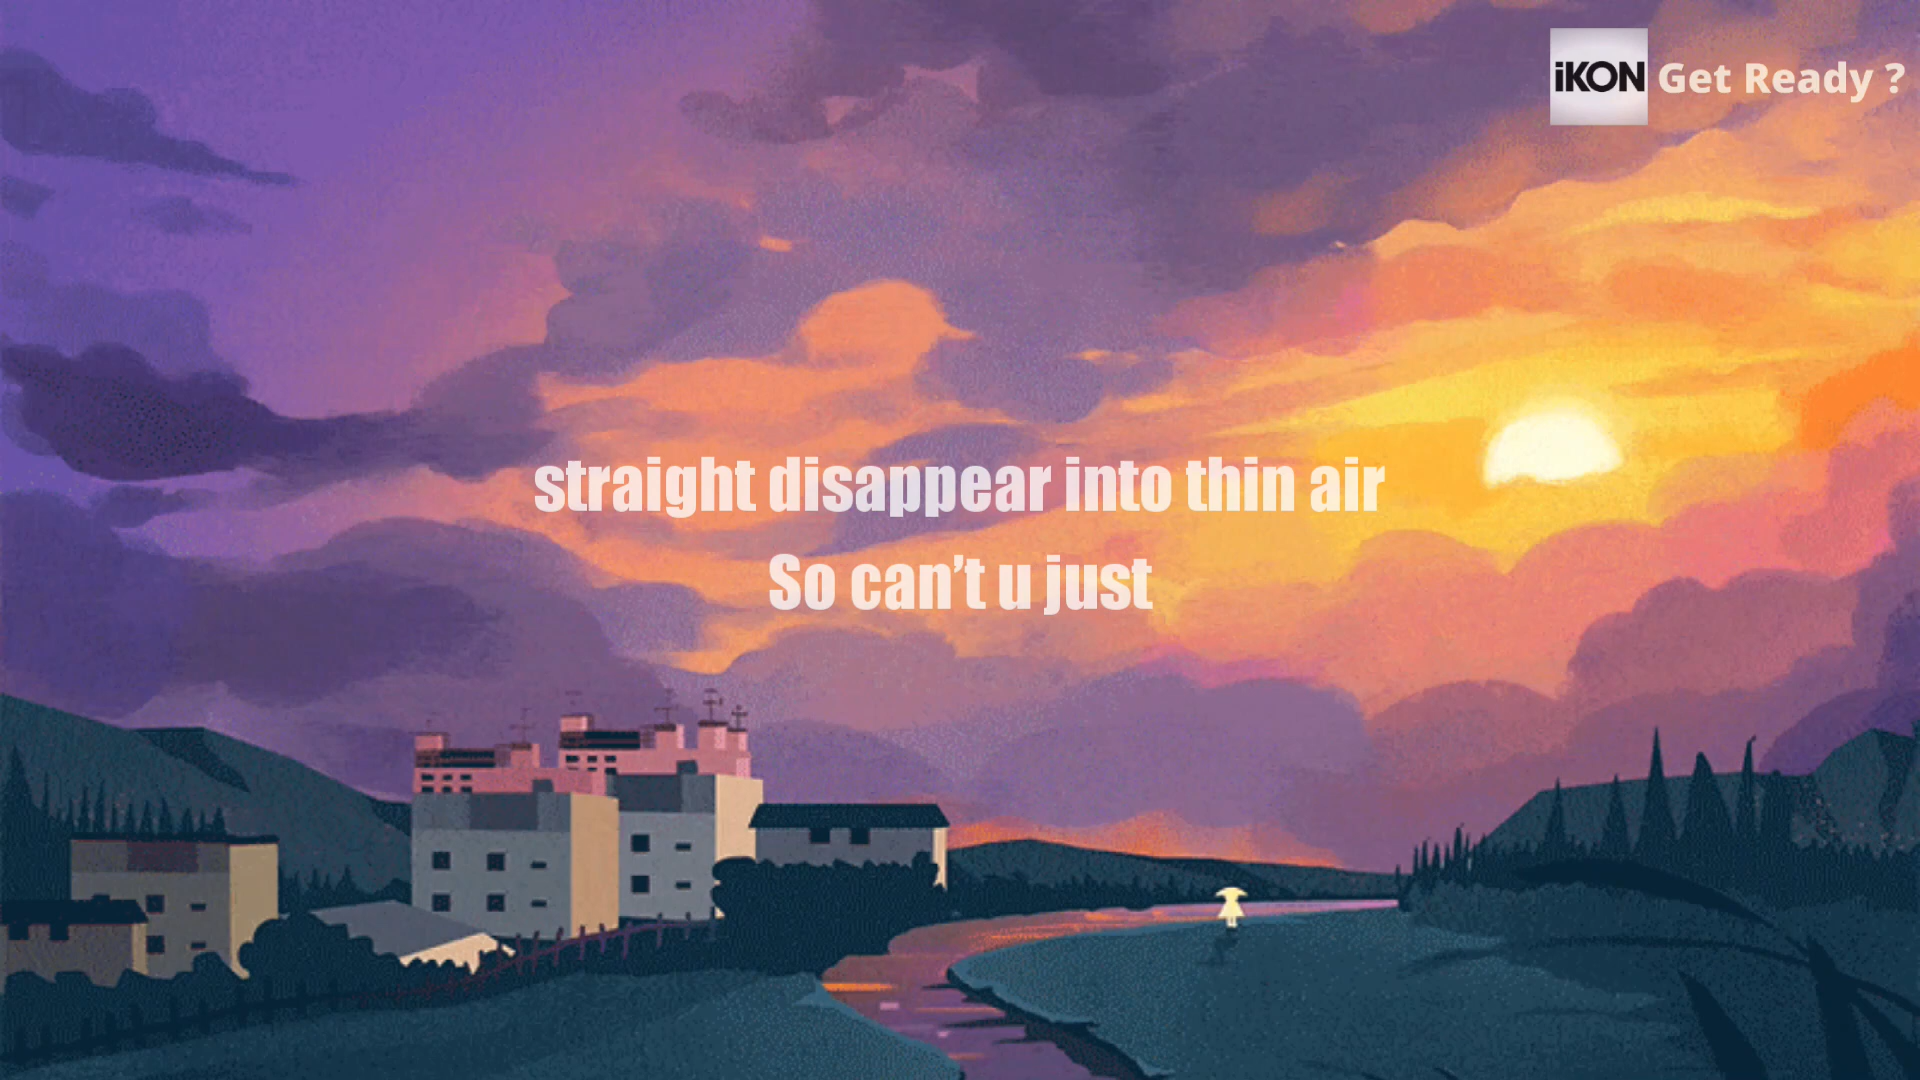 iKON Get Ready ?
straight disappear into thin air
So can’t u just